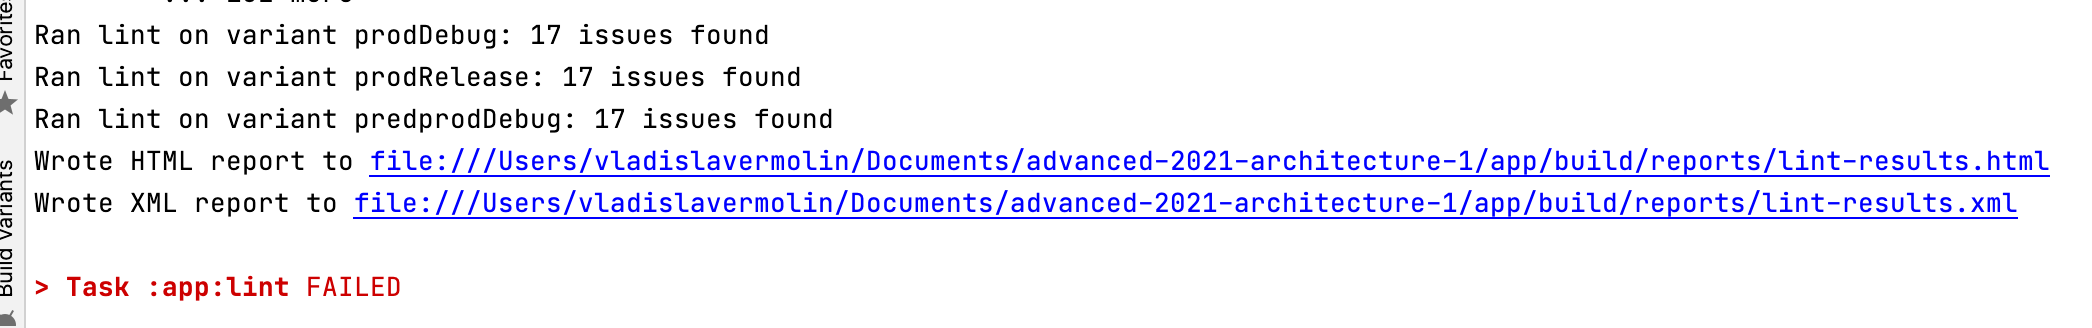 Ran lint on variant prodDebug: 17 issues found
Ran lint on variant prodRelease: 17 issues found
Ran lint on variant predprodDebug: 17 issues found
Wrote HTML report to file:///Users/vladislavermolin/Documents/advanced-2021-architecture-1/app/build/reports/lint-results.html
Wrote XML report to file:///Users/vladislavermolin/Documents/advanced-2021-architecture-1/app/build/reports/lint-results.xml
> Task :app:lint FAILED
Favorites
Build Variants